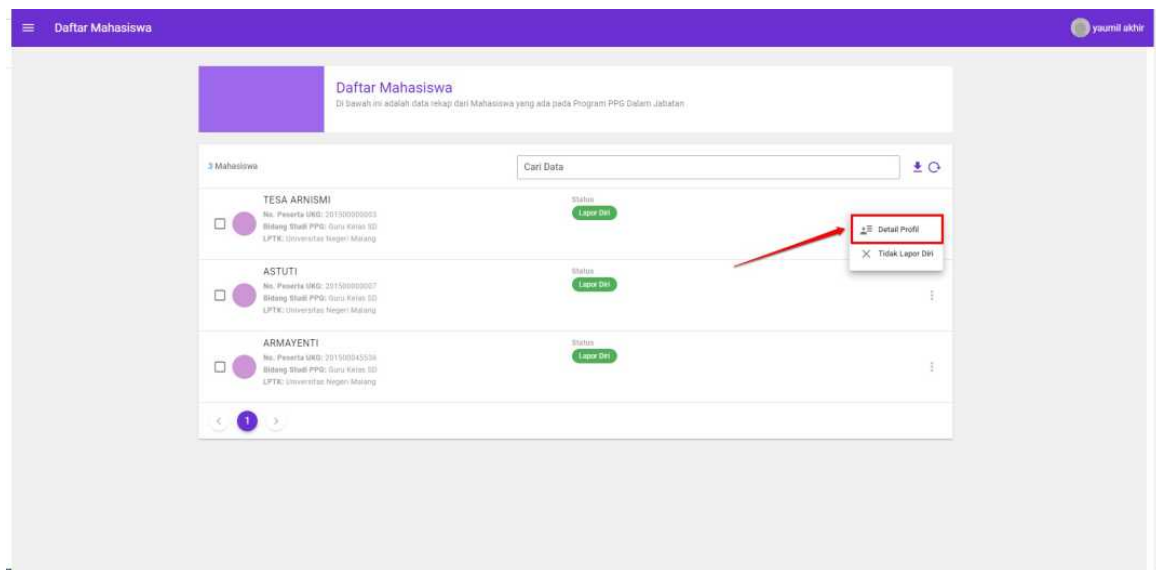 Daftar Mahasiswa
yaumil akhir
Daftar Mahasiswa
Di bawah ini adalah data rekap dari Mahasiswa yang ada pada Program PPG Dalam Jabatan
3 Mahasiswa
Cari Data
TESA ARNISMI
No. Peserta UKG: 201500000003
Bidang Studi PPG: Guru Kelas SD
LPTK: Universitas Negeri Malang
Status
Lapor Diri
Detail Profil
Tidak Lapor Diri
ASTUTI
No. Peserta UKG: 201500000007
Bidang Studi PPG: Guru Kelas SD
LPTK: Universitas Negeri Malang
Status
Lapor Diri
ARMAYENTI
No. Peserta UKG: 201500045536
Bidang Studi PPG: Guru Kelas SD
LPTK: Universitas Negeri Malang
Status
Lapor Diri
1